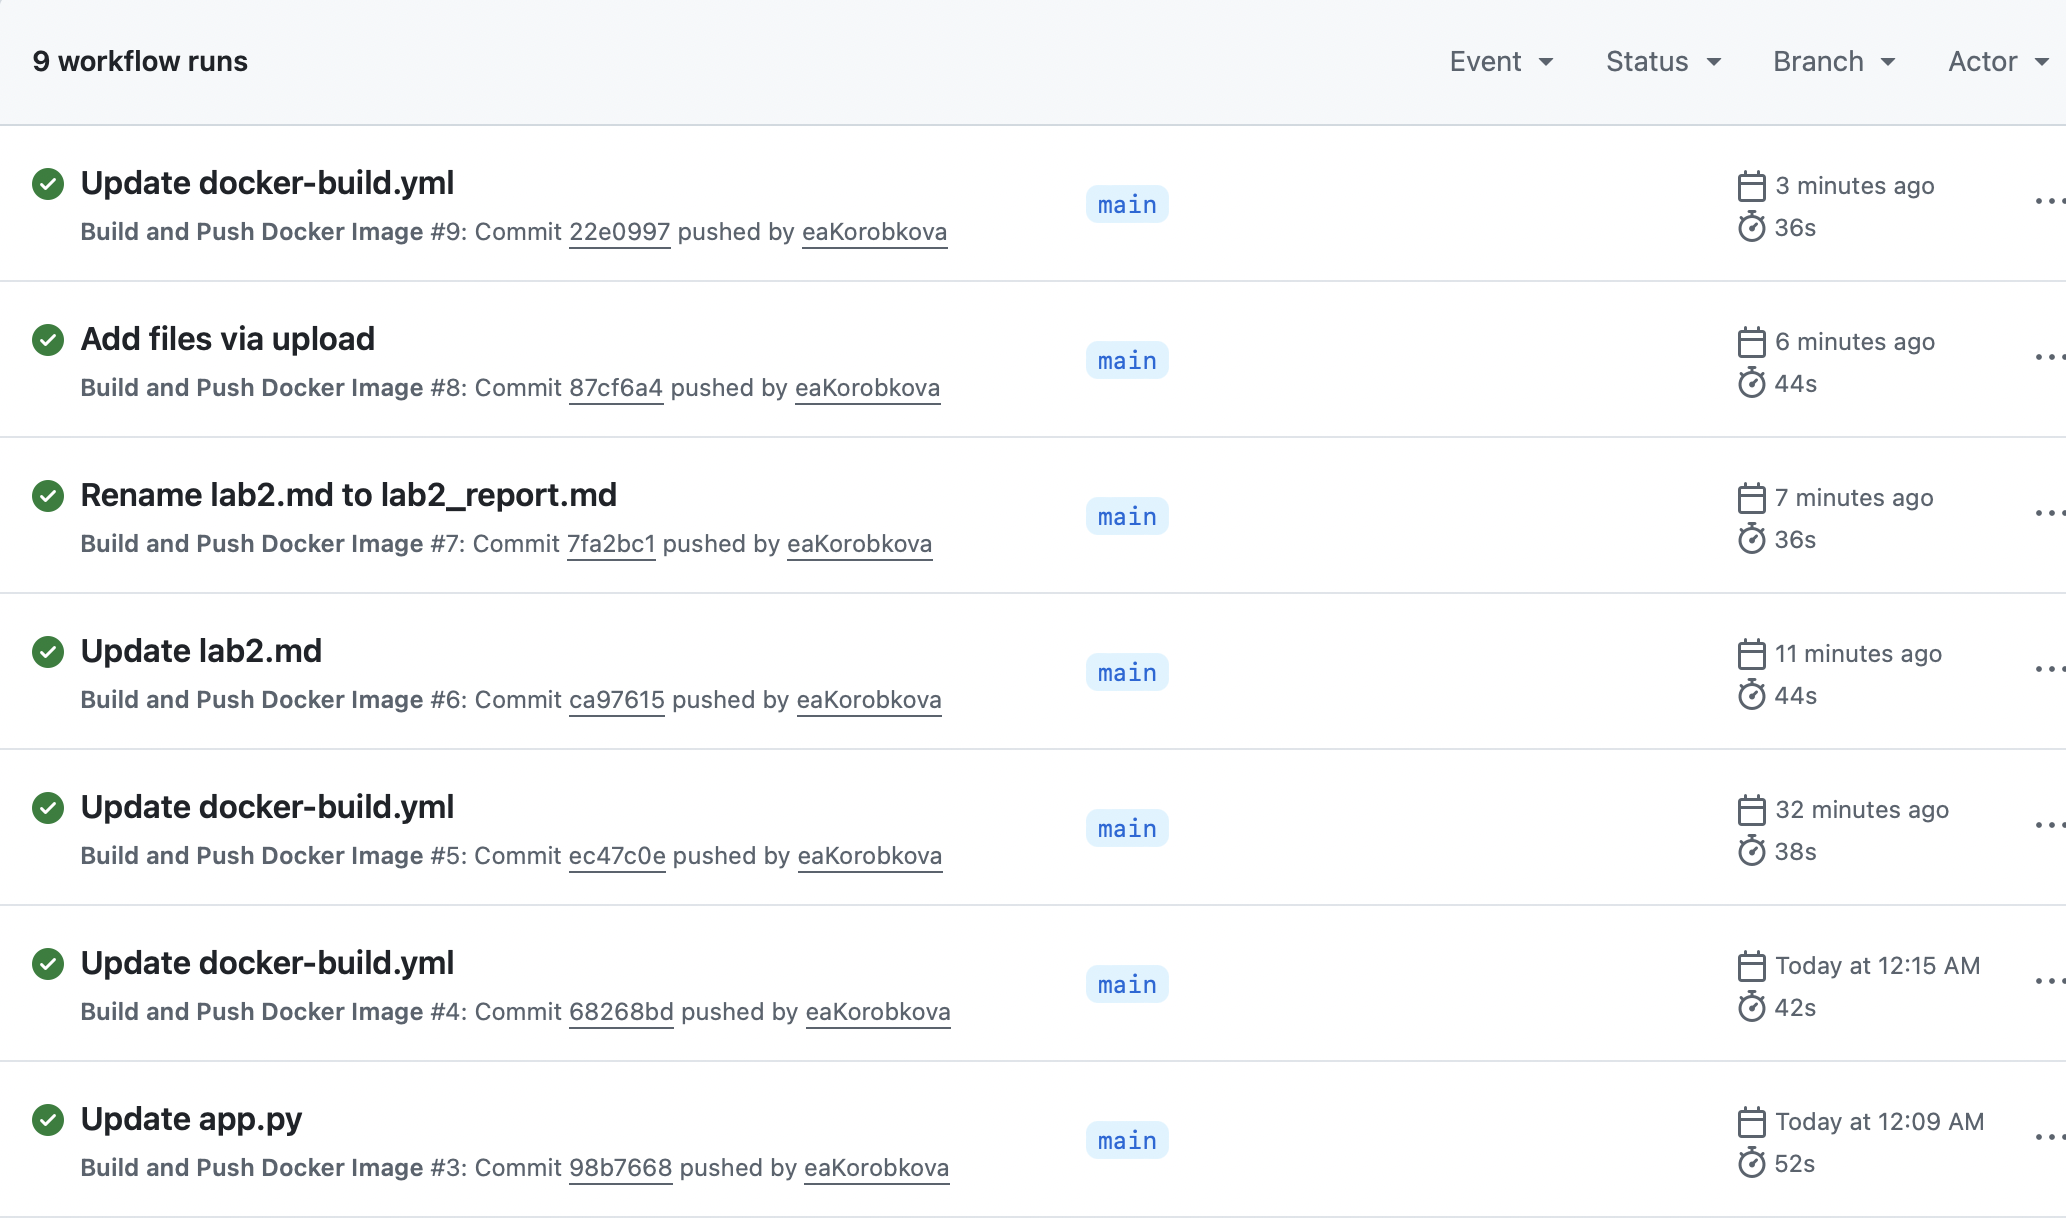 9 workflow runs
Event Status Branch Actor
Update docker-build.yml
Build and Push Docker Image #9: Commit 22e0997 pushed by eaKorobkova
main
3 minutes ago
36s
Add files via upload
Build and Push Docker Image #8: Commit 87cf6a4 pushed by eaKorobkova
main
6 minutes ago
44s
Rename lab2.md to lab2_report.md
Build and Push Docker Image #7: Commit 7fa2bc1 pushed by eaKorobkova
main
7 minutes ago
36s
Update lab2.md
Build and Push Docker Image #6: Commit ca97615 pushed by eaKorobkova
main
11 minutes ago
44s
Update docker-build.yml
Build and Push Docker Image #5: Commit ec47c0e pushed by eaKorobkova
main
32 minutes ago
38s
Update docker-build.yml
Build and Push Docker Image #4: Commit 68268bd pushed by eaKorobkova
main
Today at 12:15 AM
42s
Update app.py
Build and Push Docker Image #3: Commit 98b7668 pushed by eaKorobkova
main
Today at 12:09 AM
52s